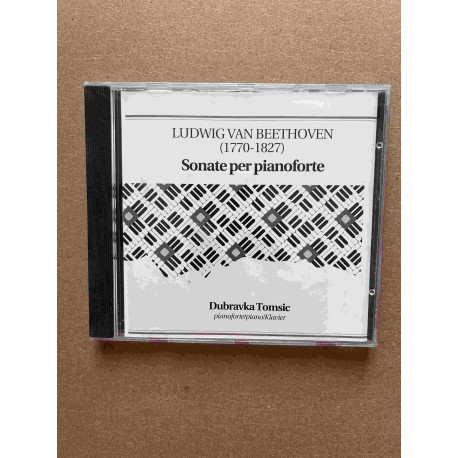 LUDWIG VAN BEETHOVEN
(1770-1827)
Sonate per pianoforte
Dubravka Tomsic
pianoforte/piano/Klavier